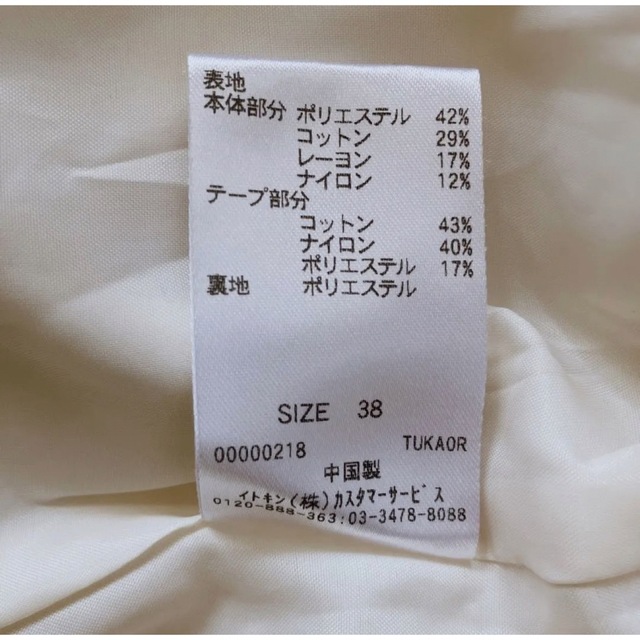 表地
本体部分 ポリエステル 42%
コットン 29%
レーヨン 17%
ナイロン 12%
テープ部分
コットン 43%
ナイロン 40%
ポリエステル 17%
裏地 ポリエステル
SIZE 38
00000218 TUKAOR
中国製
イトキン(株)カスタマーサービス
0120-888-363:03-3478-8088